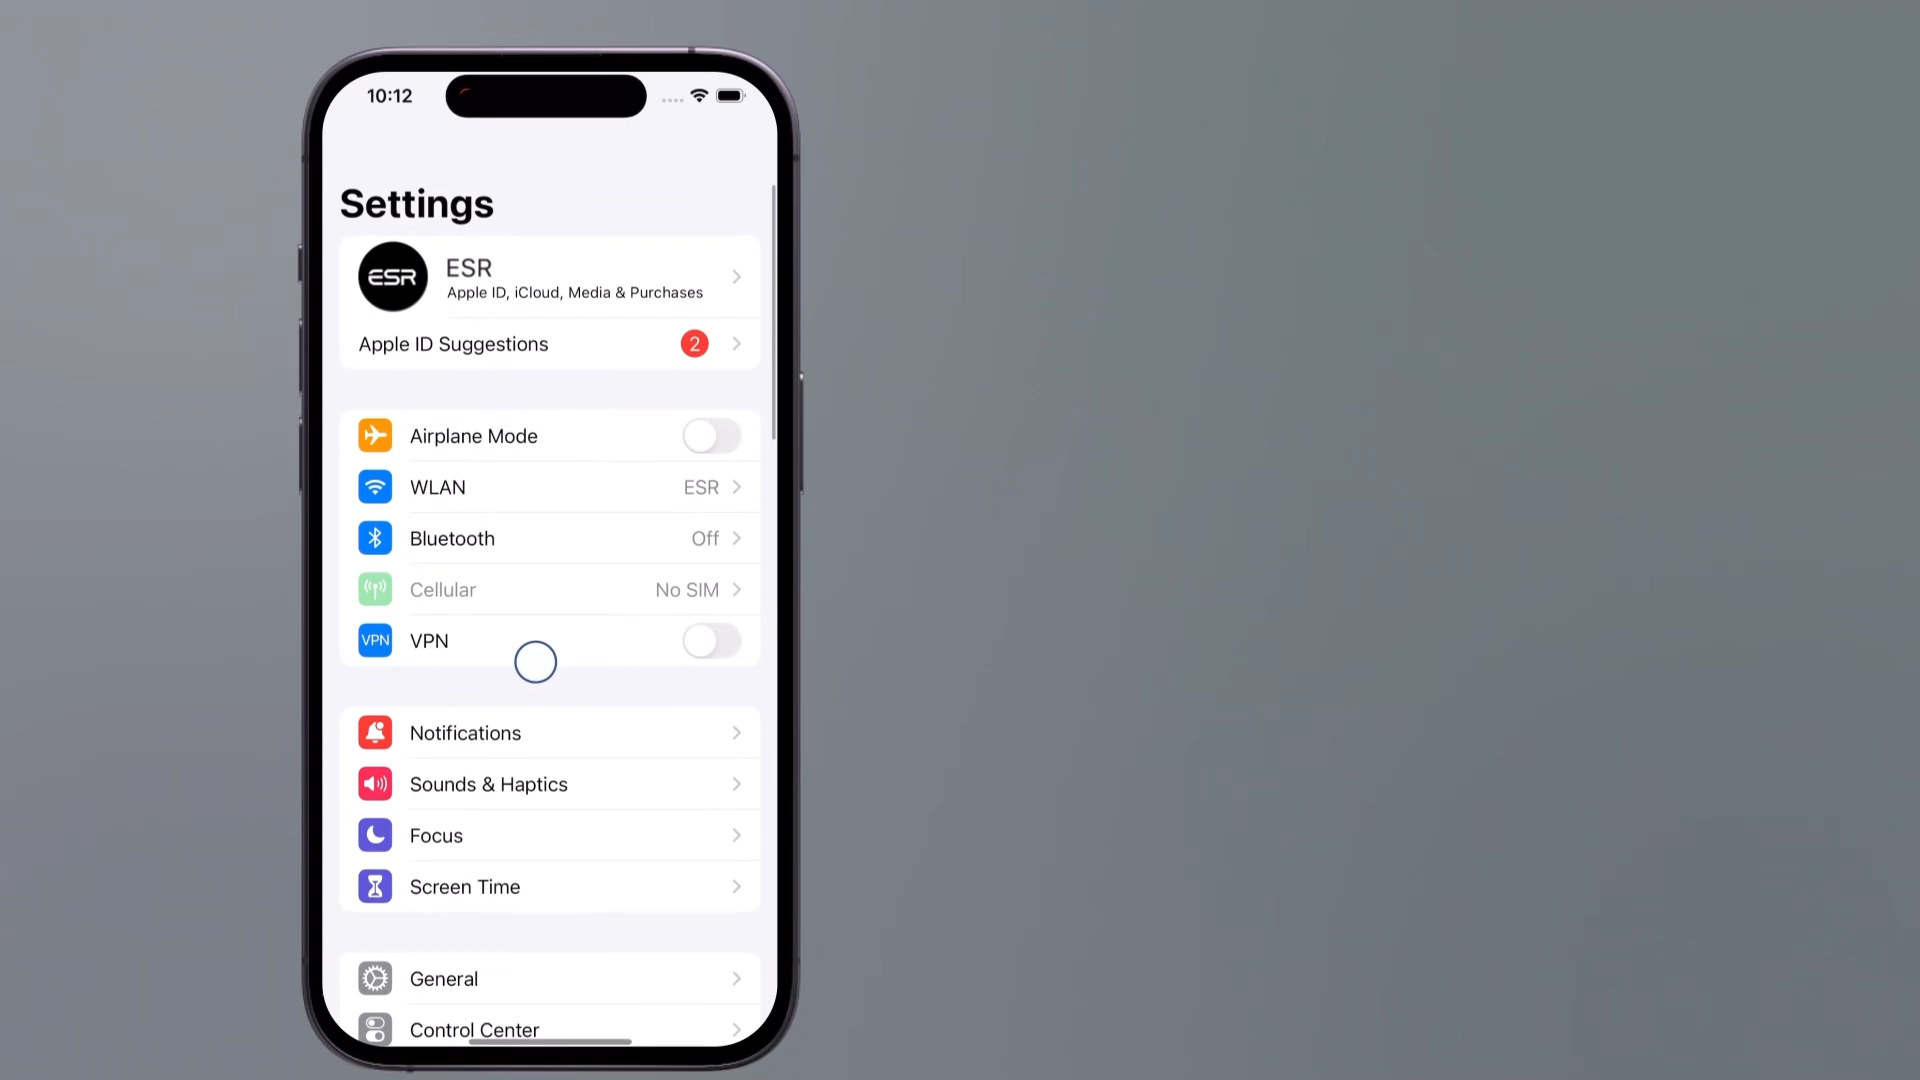 10:12
Settings
ESR
ESR
Apple ID, iCloud, Media & Purchases
Apple ID Suggestions 2
Airplane Mode
WLAN ESR
Bluetooth Off
Cellular No SIM
VPN VPN
Notifications
Sounds & Haptics
Focus
Screen Time
General
Control Center